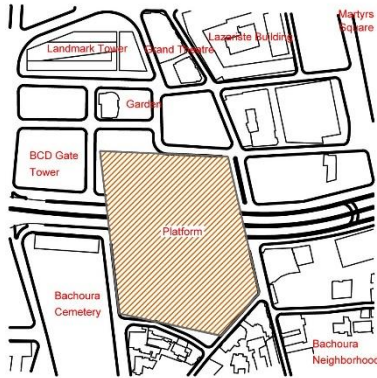 Martyrs
Square
Landmark Tower
Grand Theatre
Lazariste Building
Garden
BCD Gate
Tower
Platform
Bachoura
Cemetery
Bachoura
Neighborhood